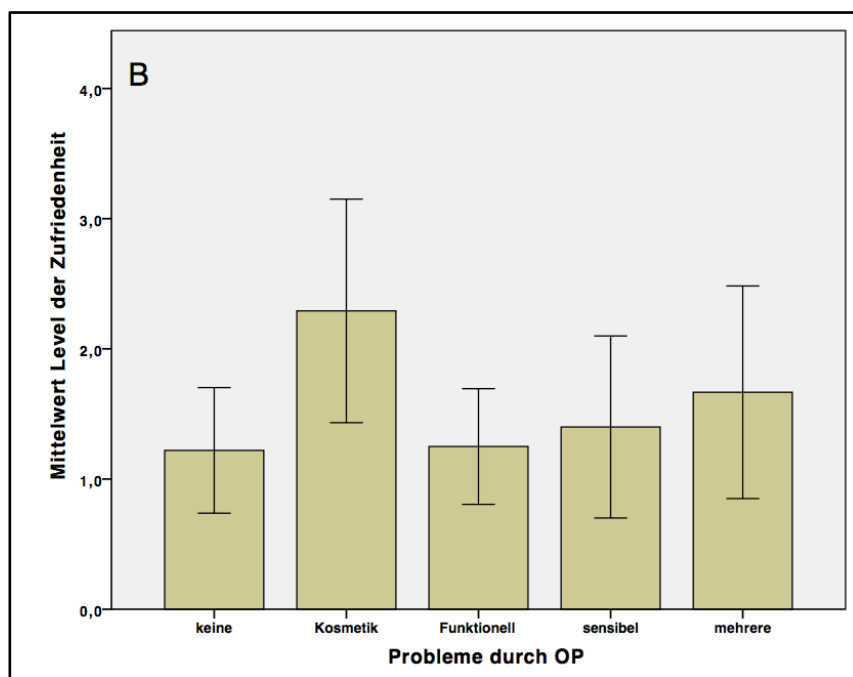 B
Mittelwert Level der Zufriedenheit
4,0
3,0
2,0
1,0
0,0
keine
Kosmetik
Funktionell
sensibel
mehrere
Probleme durch OP